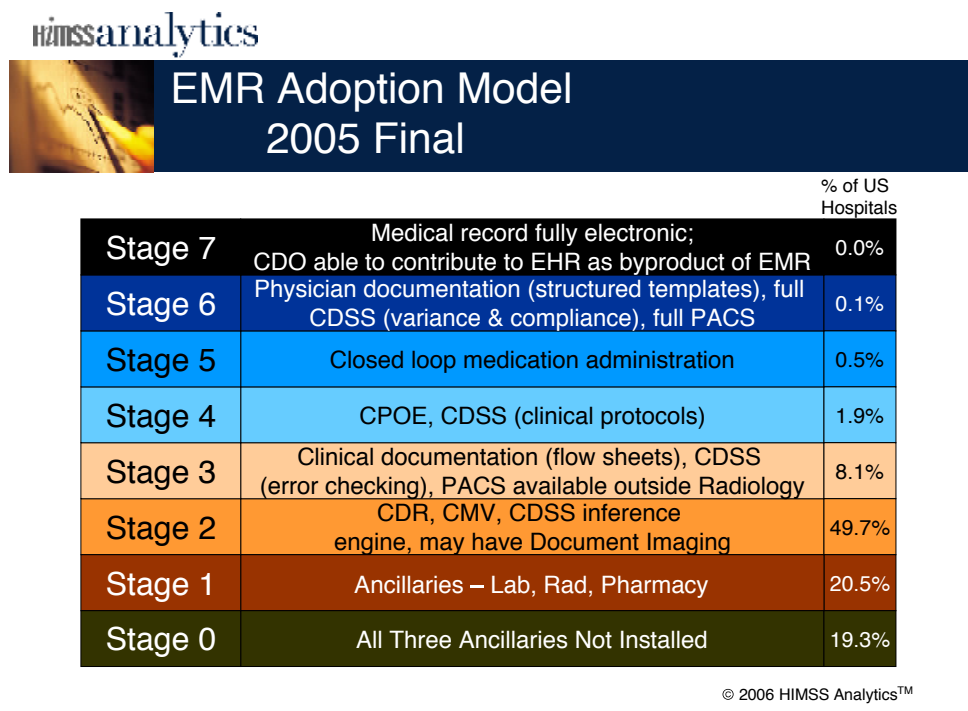 HIMSS analytics
EMR Adoption Model
2005 Final
% of US
Hospitals
Stage 7
Medical record fully electronic;
CDO able to contribute to EHR as byproduct of EMR
0.0%
Stage 6
Physician documentation (structured templates), full
CDSS (variance & compliance), full PACS
0.1%
Stage 5
Closed loop medication administration
0.5%
Stage 4
CPOE, CDSS (clinical protocols)
1.9%
Stage 3
Clinical documentation (flow sheets), CDSS
(error checking), PACS available outside Radiology
8.1%
Stage 2
CDR, CMV, CDSS inference
engine, may have Document Imaging
49.7%
Stage 1
Ancillaries – Lab, Rad, Pharmacy
20.5%
Stage 0
All Three Ancillaries Not Installed
19.3%
© 2006 HIMSS Analytics™